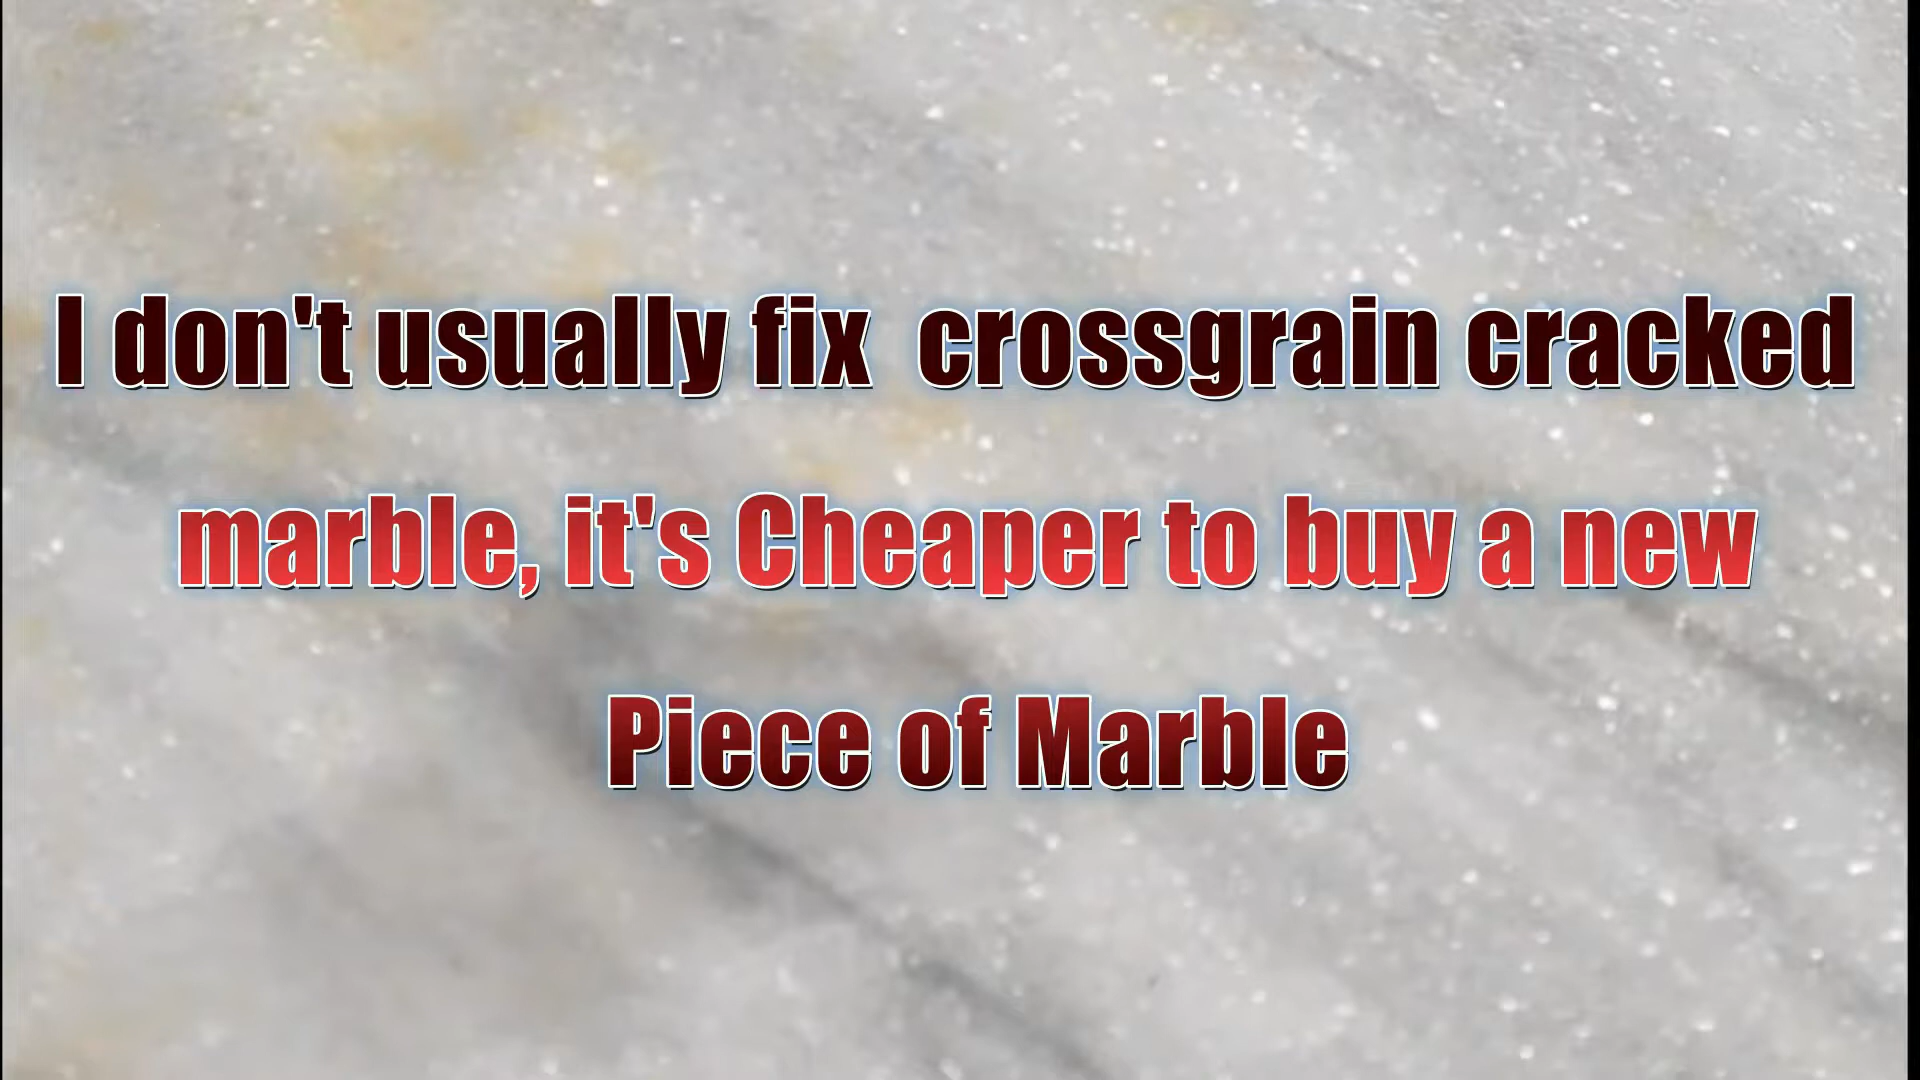 I don't usually fix  crossgrain cracked
marble, it's Cheaper to buy a new
Piece of Marble